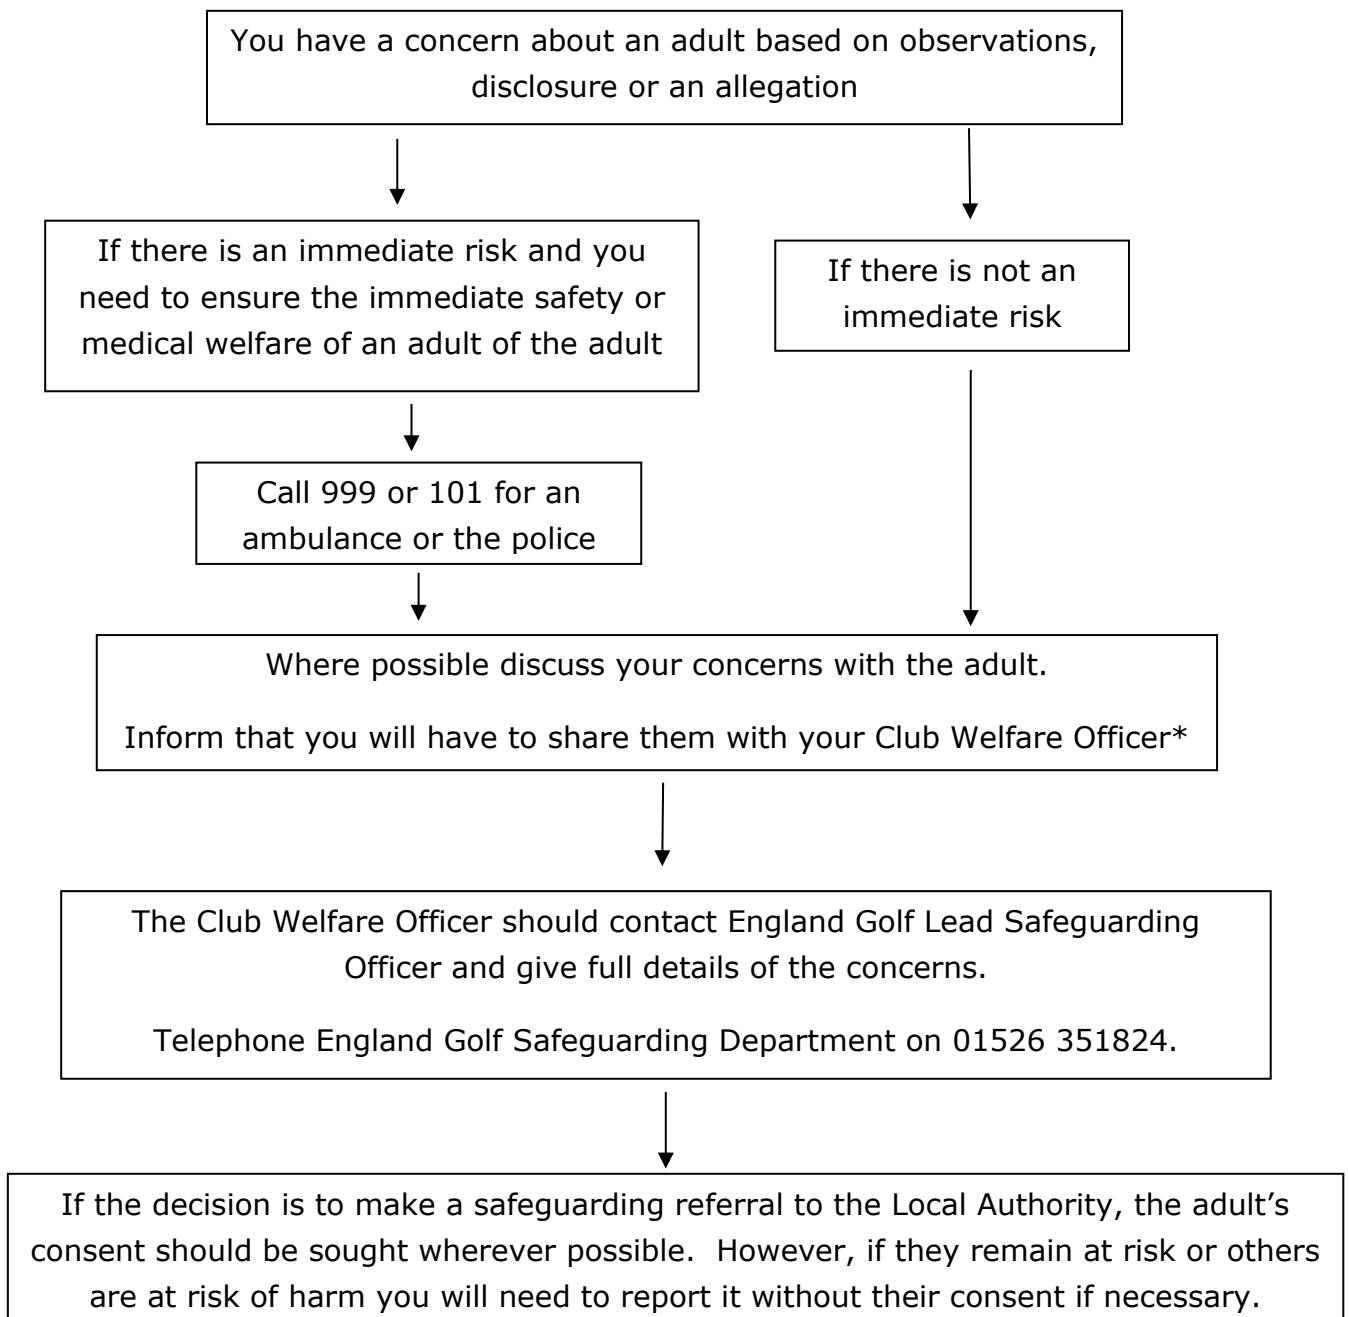 You have a concern about an adult based on observations,
disclosure or an allegation
If there is an immediate risk and you
need to ensure the immediate safety or
medical welfare of an adult of the adult
If there is not an
immediate risk
Call 999 or 101 for an
ambulance or the police
Where possible discuss your concerns with the adult.
Inform that you will have to share them with your Club Welfare Officer*
The Club Welfare Officer should contact England Golf Lead Safeguarding
Officer and give full details of the concerns.
Telephone England Golf Safeguarding Department on 01526 351824.
If the decision is to make a safeguarding referral to the Local Authority, the adult’s
consent should be sought wherever possible.  However, if they remain at risk or others
are at risk of harm you will need to report it without their consent if necessary.